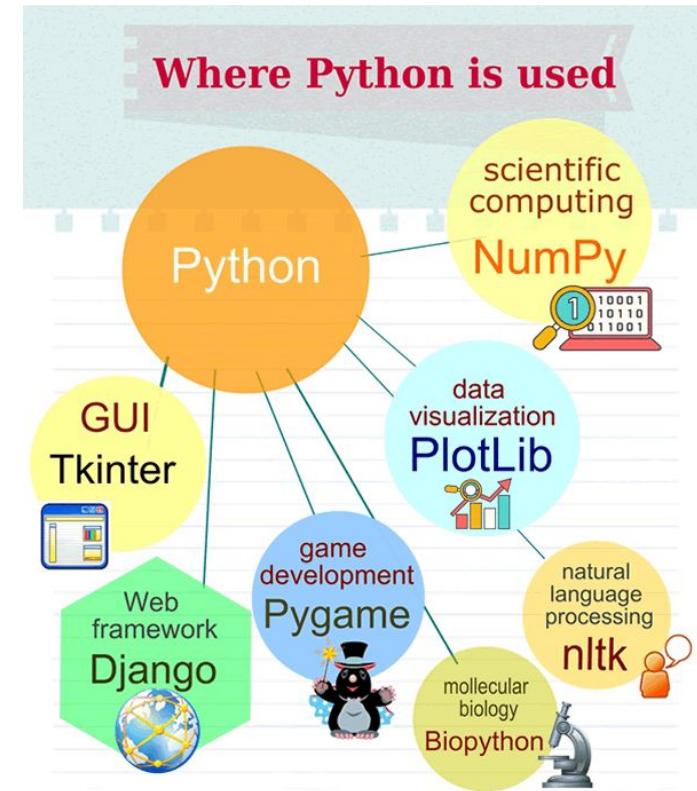 Where Python is used
Python
scientific
computing
NumPy
1
10001
10110
011001
data
visualization
PlotLib
GUI
Tkinter
game
development
Pygame
natural
language
processing
nltk
Web
framework
Django
mollecular
biology
Biopython